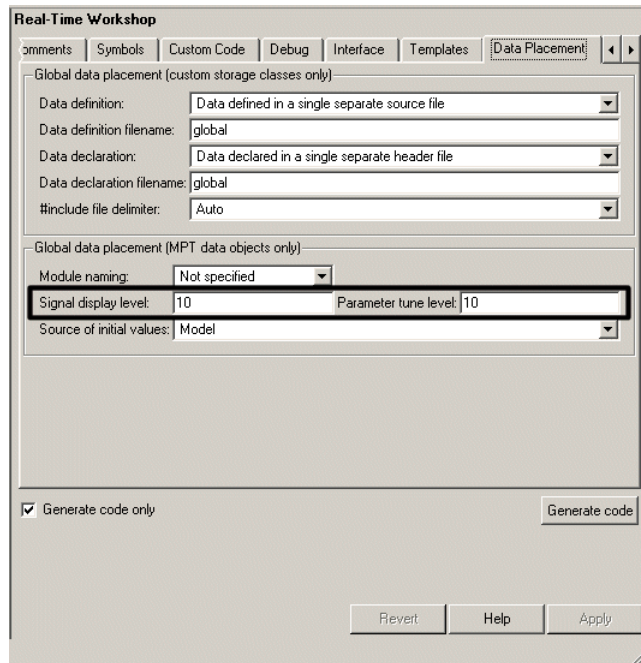 Real-Time Workshop
omments Symbols Custom Code Debug Interface Templates Data Placement
Global data placement (custom storage classes only)
Data definition: Data defined in a single separate source file
Data definition filename: global
Data declaration: Data declared in a single separate header file
Data declaration filename: global
#include file delimiter: Auto
Global data placement (MPT data objects only)
Module naming: Not specified
Signal display level: 10 Parameter tune level: 10
Source of initial values: Model
Generate code only Generate code
Revert Help Apply